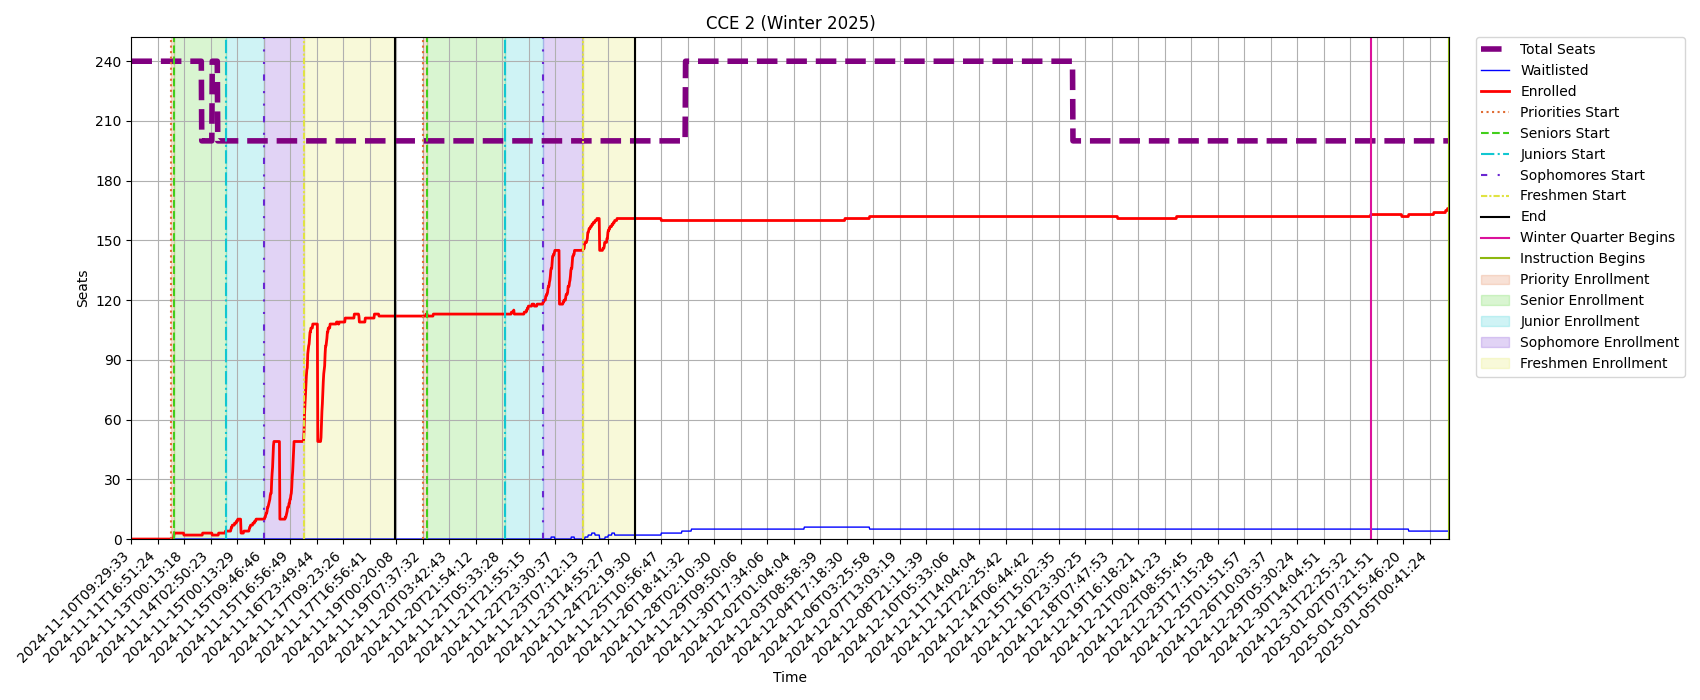 CCE 2 (Winter 2025)
Seats
240
210
180
150
120
90
60
30
0
2024-11-10T09:29:33
2024-11-11T16:51:24
2024-11-13T00:13:18
2024-11-14T02:50:23
2024-11-15T00:13:29
2024-11-15T09:46:46
2024-11-15T16:56:49
2024-11-16T23:49:44
2024-11-17T09:23:26
2024-11-17T16:56:41
2024-11-19T00:20:08
2024-11-19T07:37:32
2024-11-20T03:42:43
2024-11-20T21:54:12
2024-11-21T05:33:28
2024-11-21T21:55:15
2024-11-22T23:30:37
2024-11-23T07:12:13
2024-11-23T14:55:27
2024-11-24T22:19:30
2024-11-25T10:56:47
2024-11-26T18:41:32
2024-11-28T02:10:30
2024-11-29T09:50:06
2024-11-30T17:34:06
2024-12-02T01:04:04
2024-12-03T08:58:39
2024-12-04T17:18:30
2024-12-06T03:25:58
2024-12-07T13:03:19
2024-12-08T21:11:39
2024-12-10T05:33:06
2024-12-11T14:04:04
2024-12-12T22:25:42
2024-12-14T06:44:42
2024-12-15T15:02:35
2024-12-16T23:30:25
2024-12-18T07:47:53
2024-12-19T16:18:21
2024-12-21T00:41:23
2024-12-22T08:55:45
2024-12-23T17:15:28
2024-12-25T01:51:57
2024-12-26T10:03:37
2024-12-29T05:30:24
2024-12-30T14:04:51
2024-12-31T22:25:32
2025-01-02T07:21:51
2025-01-03T15:46:20
2025-01-05T00:41:24
Time
Total Seats
Waitlisted
Enrolled
Priorities Start
Seniors Start
Juniors Start
Sophomores Start
Freshmen Start
End
Winter Quarter Begins
Instruction Begins
Priority Enrollment
Senior Enrollment
Junior Enrollment
Sophomore Enrollment
Freshmen Enrollment